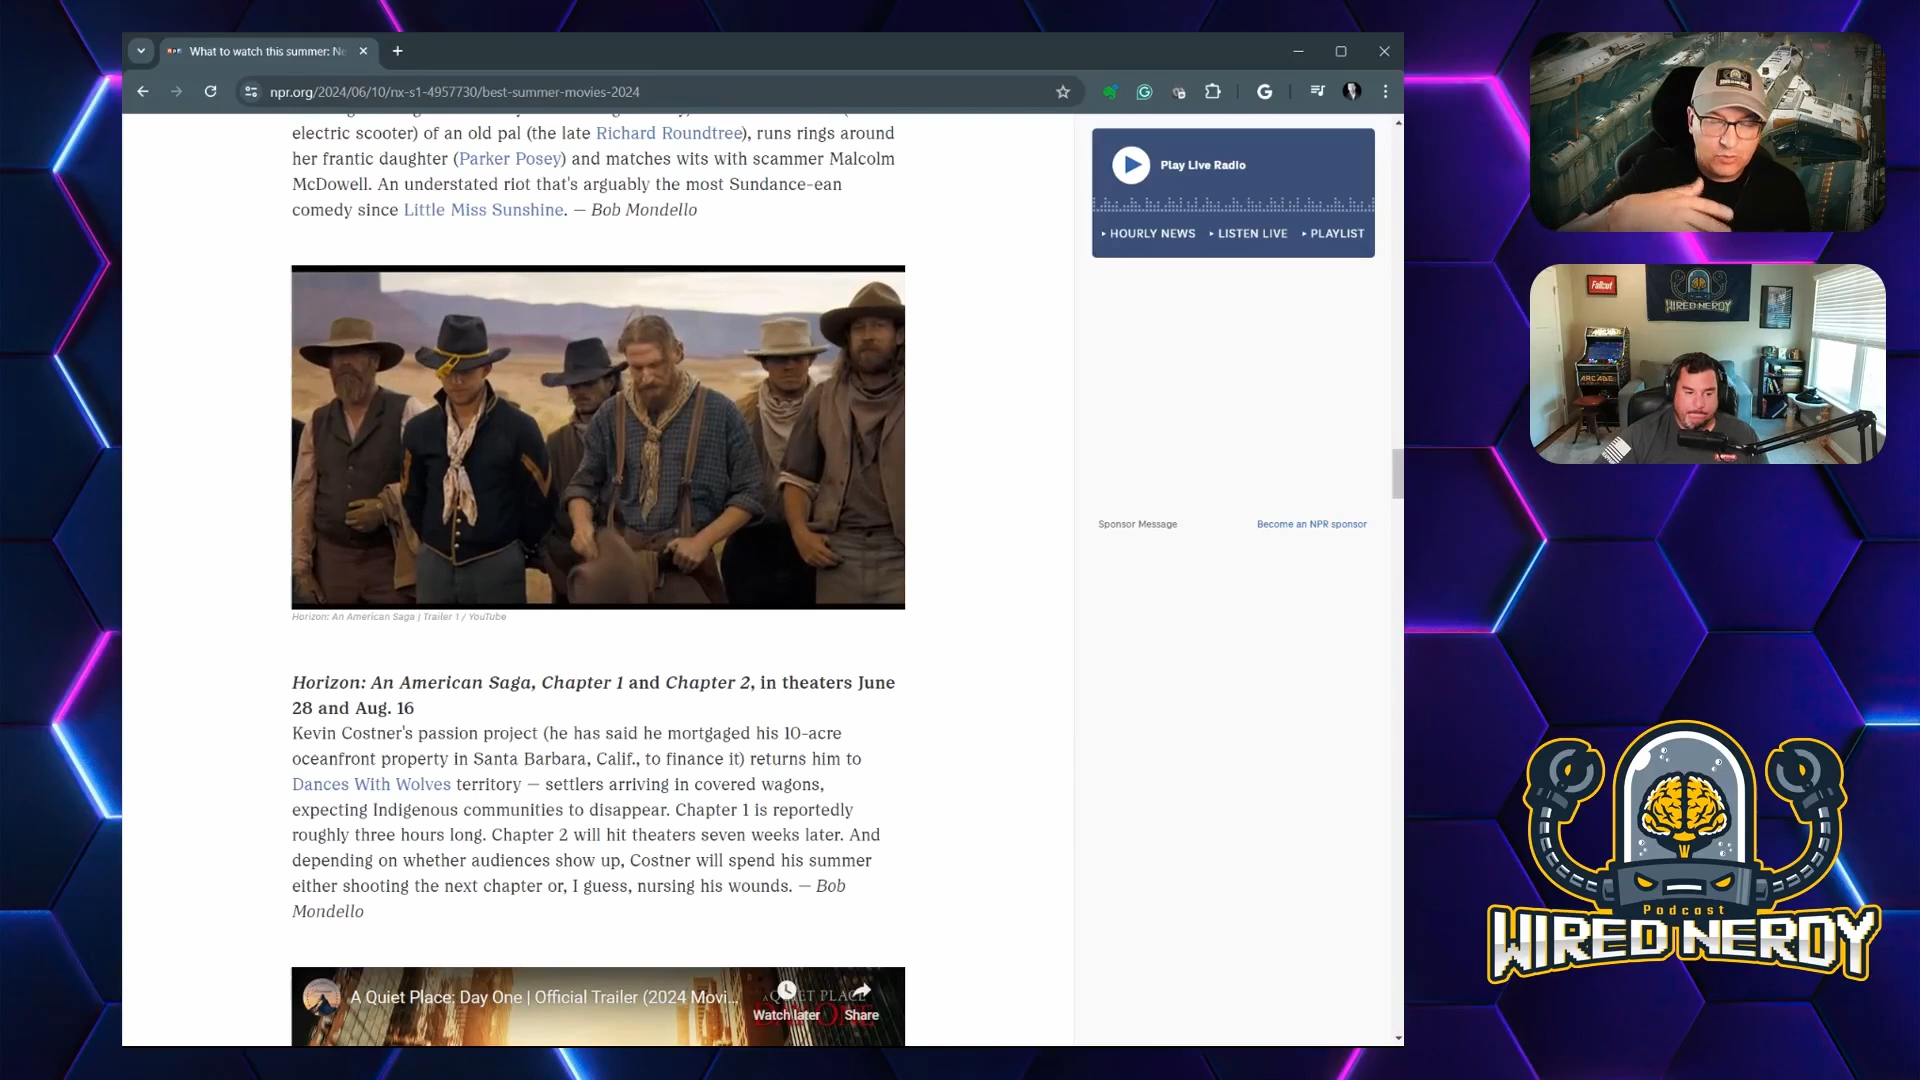 What to watch this summer: Ne
npr.org/2024/06/10/nx-s1-4957730/best-summer-movies-2024
electric scooter) of an old pal (the late Richard Roundtree), runs rings around
her frantic daughter (Parker Posey) and matches wits with scammer Malcolm
McDowell. An understated riot that's arguably the most Sundance-ean
comedy since Little Miss Sunshine. — Bob Mondello
Horizon: An American Saga | Trailer 1 / YouTube
Horizon: An American Saga, Chapter 1 and Chapter 2, in theaters June
28 and Aug. 16
Kevin Costner's passion project (he has said he mortgaged his 10-acre
oceanfront property in Santa Barbara, Calif., to finance it) returns him to
Dances With Wolves territory — settlers arriving in covered wagons,
expecting Indigenous communities to disappear. Chapter 1 is reportedly
roughly three hours long. Chapter 2 will hit theaters seven weeks later. And
depending on whether audiences show up, Costner will spend his summer
either shooting the next chapter or, I guess, nursing his wounds. — Bob
Mondello
A Quiet Place: Day One | Official Trailer (2024 Movi...
A QUIET PLACE
DAY ONE
Watch later
Share
Play Live Radio
HOURLY NEWS
LISTEN LIVE
PLAYLIST
Sponsor Message
Become an NPR sponsor
Fallout
WIRED NERDY
ARCADE
Podcast
WIRED NERDY